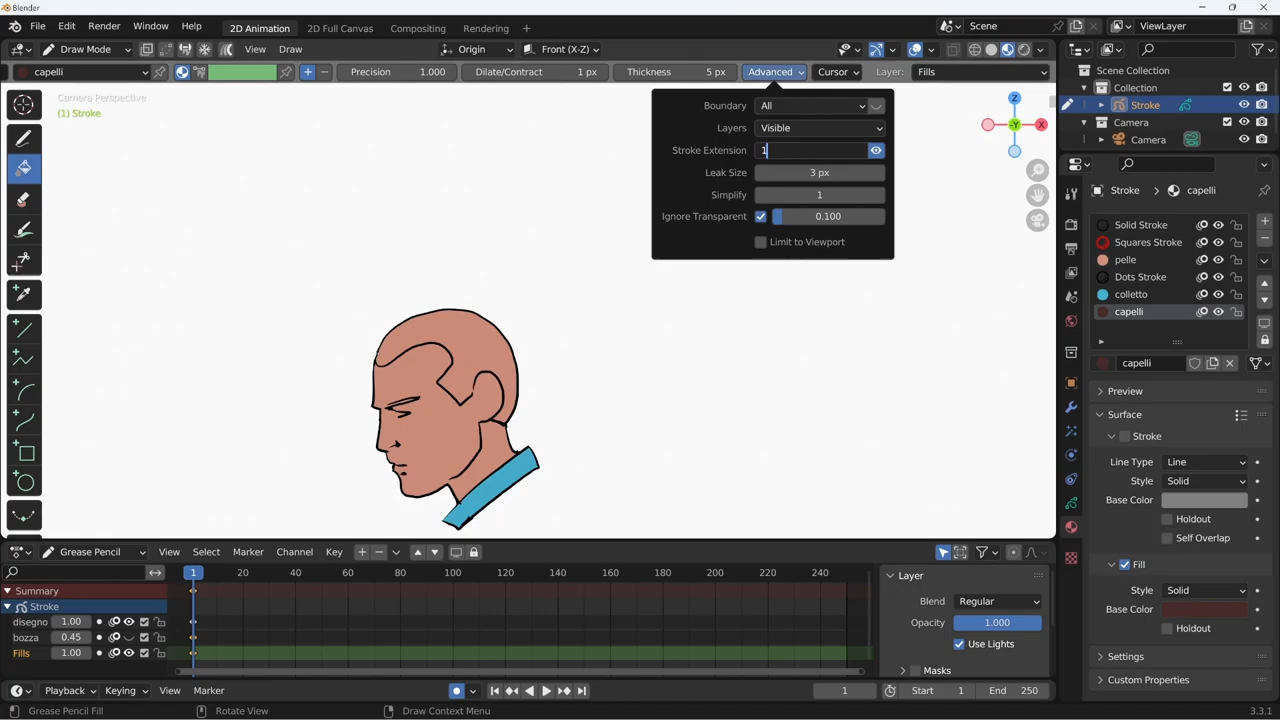 Blender
File Edit Render Window Help 2D Animation 2D Full Canvas Compositing Rendering + Scene ViewLayer
Draw Mode View Draw Origin Front (X-Z)
capelli Precision 1.000 Dilate/Contract 1 px Thickness 5 px Advanced Cursor Layer: Fills
Camera Perspective
(1) Stroke
Boundary All
Layers Visible
Stroke Extension 1
Leak Size 3 px
Simplify 1
Ignore Transparent 0.100
Limit to Viewport
Z
-Y X
Scene Collection
Collection
Stroke
Camera
Camera
Stroke capelli
Solid Stroke
Squares Stroke
pelle
Dots Stroke
colletto
capelli
capelli
Preview
Surface
Stroke
Line Type Line
Style Solid
Base Color
Holdout
Self Overlap
Fill
Style Solid
Base Color
Holdout
Settings
Custom Properties
Grease Pencil View Select Marker Channel Key
1 20 40 60 80 100 120 140 160 180 200 220 240
Summary
Stroke
disegno 1.00
bozza 0.45
Fills 1.00
Layer
Blend Regular
Opacity 1.000
Use Lights
Masks
Playback Keying View Marker 1 Start 1 End 250
Grease Pencil Fill Rotate View Draw Context Menu 3.3.1